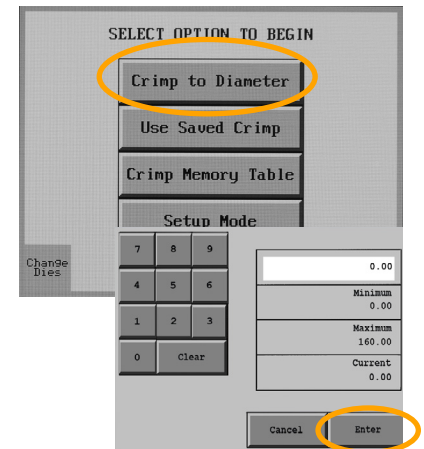 SELECT OPTION TO BEGIN
Crimp to Diameter
Use Saved Crimp
Crimp Memory Table
Setup Mode
Change
Dies
7 8 9
4 5 6
1 2 3
0 Clear
0.00
Minimum
0.00
Maximum
160.00
Current
0.00
Cancel Enter